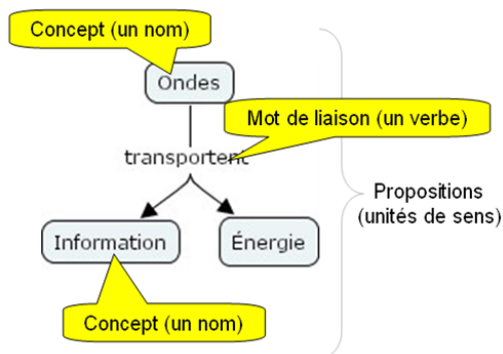 Concept (un nom)
Ondes
Mot de liaison (un verbe)
transportent
Propositions
(unités de sens)
Information
Énergie
Concept (un nom)